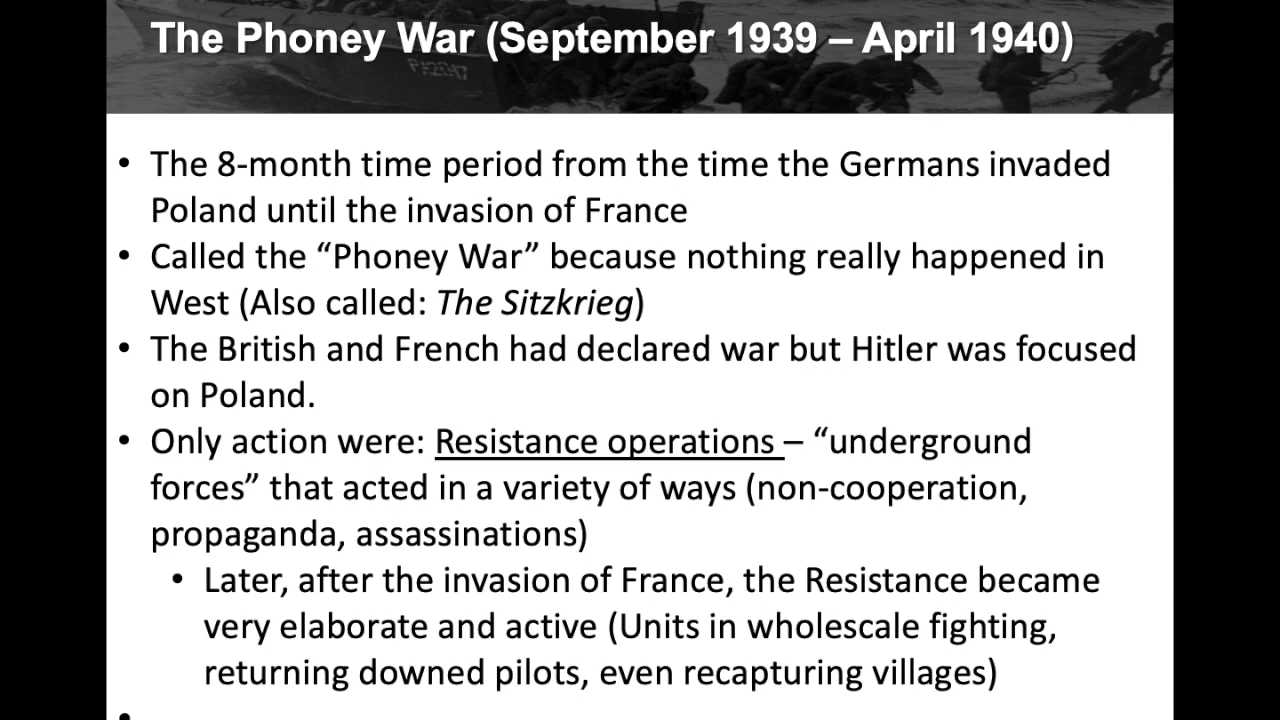 The Phoney War (September 1939 – April 1940)
• The 8-month time period from the time the Germans invaded
Poland until the invasion of France
• Called the “Phoney War” because nothing really happened in
West (Also called: The Sitzkrieg)
• The British and French had declared war but Hitler was focused
on Poland.
• Only action were: Resistance operations – “underground
forces” that acted in a variety of ways (non-cooperation,
propaganda, assassinations)
• Later, after the invasion of France, the Resistance became
very elaborate and active (Units in wholescale fighting,
returning downed pilots, even recapturing villages)